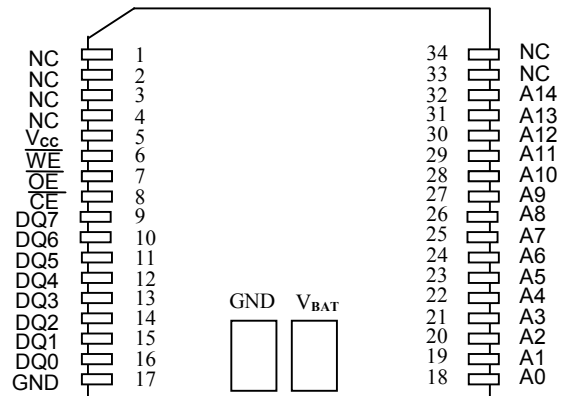 NC 1 34 NC
NC 2 33 NC
NC 3 32 A14
NC 4 31 A13
Vcc 5 30 A12
WE 6 29 A11
OE 7 28 A10
CE 8 27 A9
DQ7 9 26 A8
DQ6 10 25 A7
DQ5 11 24 A6
DQ4 12 23 A5
DQ3 13 GND VBAT 22 A4
DQ2 14 21 A3
DQ1 15 20 A2
DQ0 16 19 A1
GND 17 18 A0